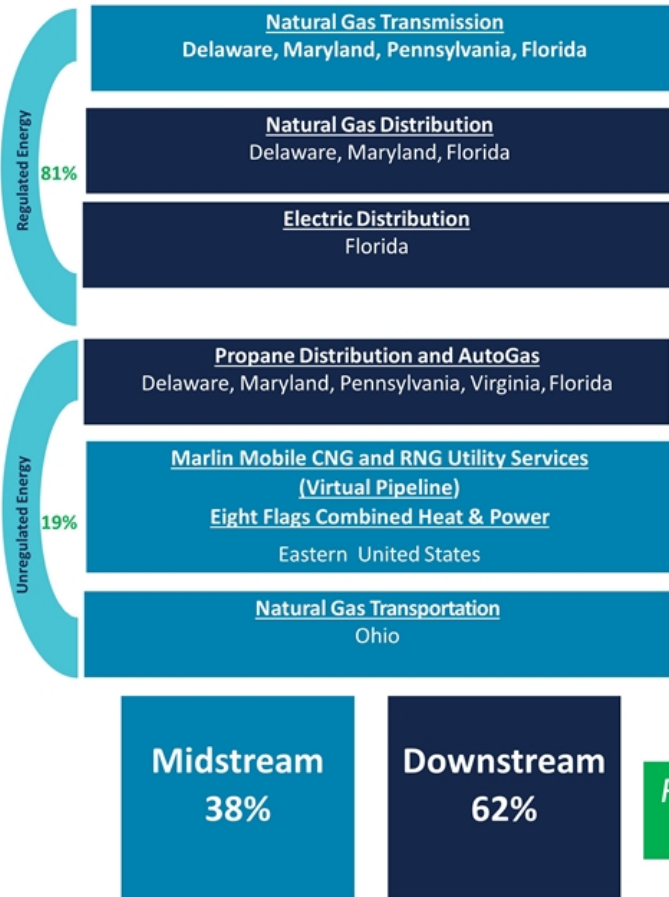 Natural Gas Transmission
Delaware, Maryland, Pennsylvania, Florida
Regulated Energy
81%
Natural Gas Distribution
Delaware, Maryland, Florida
Electric Distribution
Florida
Propane Distribution and AutoGas
Delaware, Maryland, Pennsylvania, Virginia, Florida
Unregulated Energy
19%
Marlin Mobile CNG and RNG Utility Services
(Virtual Pipeline)
Eight Flags Combined Heat & Power
Eastern United States
Natural Gas Transportation
Ohio
Midstream
38%
Downstream
62%